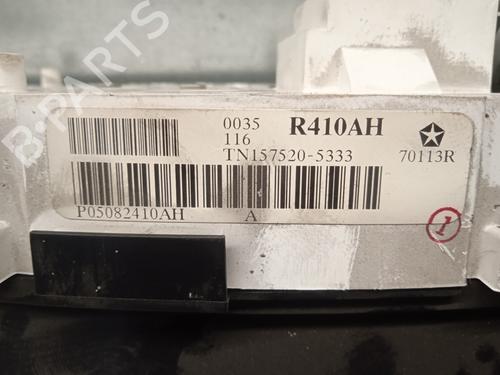 0035 R410AH
116
TN157520-5333 70113R
P05082410AH A
1
B-PARTS